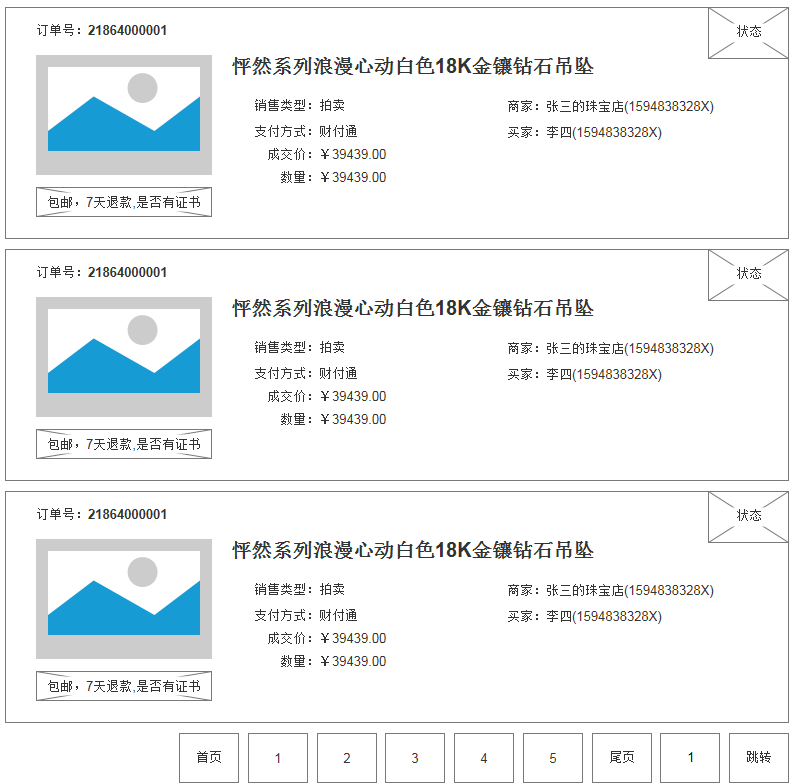 订单号：21864000001
状态
怦然系列浪漫心动白色18K金镶钻石吊坠
销售类型：拍卖
商家：张三的珠宝店(1594838328X)
支付方式：财付通
买家：李四(1594838328X)
成交价：￥39439.00
数量：￥39439.00
包邮，7天退款,是否有证书
订单号：21864000001
状态
怦然系列浪漫心动白色18K金镶钻石吊坠
销售类型：拍卖
商家：张三的珠宝店(1594838328X)
支付方式：财付通
买家：李四(1594838328X)
成交价：￥39439.00
数量：￥39439.00
包邮，7天退款,是否有证书
订单号：21864000001
状态
怦然系列浪漫心动白色18K金镶钻石吊坠
销售类型：拍卖
商家：张三的珠宝店(1594838328X)
支付方式：财付通
买家：李四(1594838328X)
成交价：￥39439.00
数量：￥39439.00
包邮，7天退款,是否有证书
首页 1 2 3 4 5 尾页 1 跳转